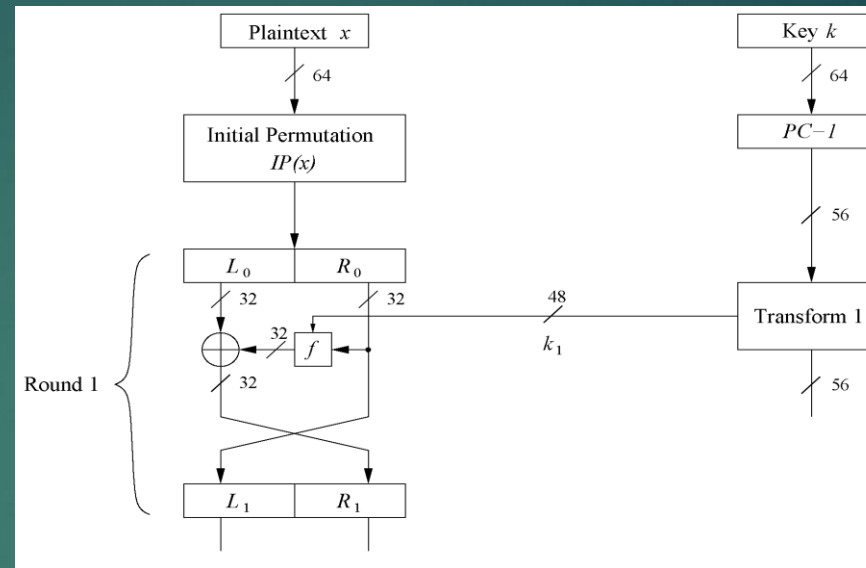 Plaintext x
Key k
64
64
Initial Permutation
IP(x)
PC−1
56
L0 R0
32 32
48
Transform 1
32
f
k1
32
56
Round 1
L1 R1